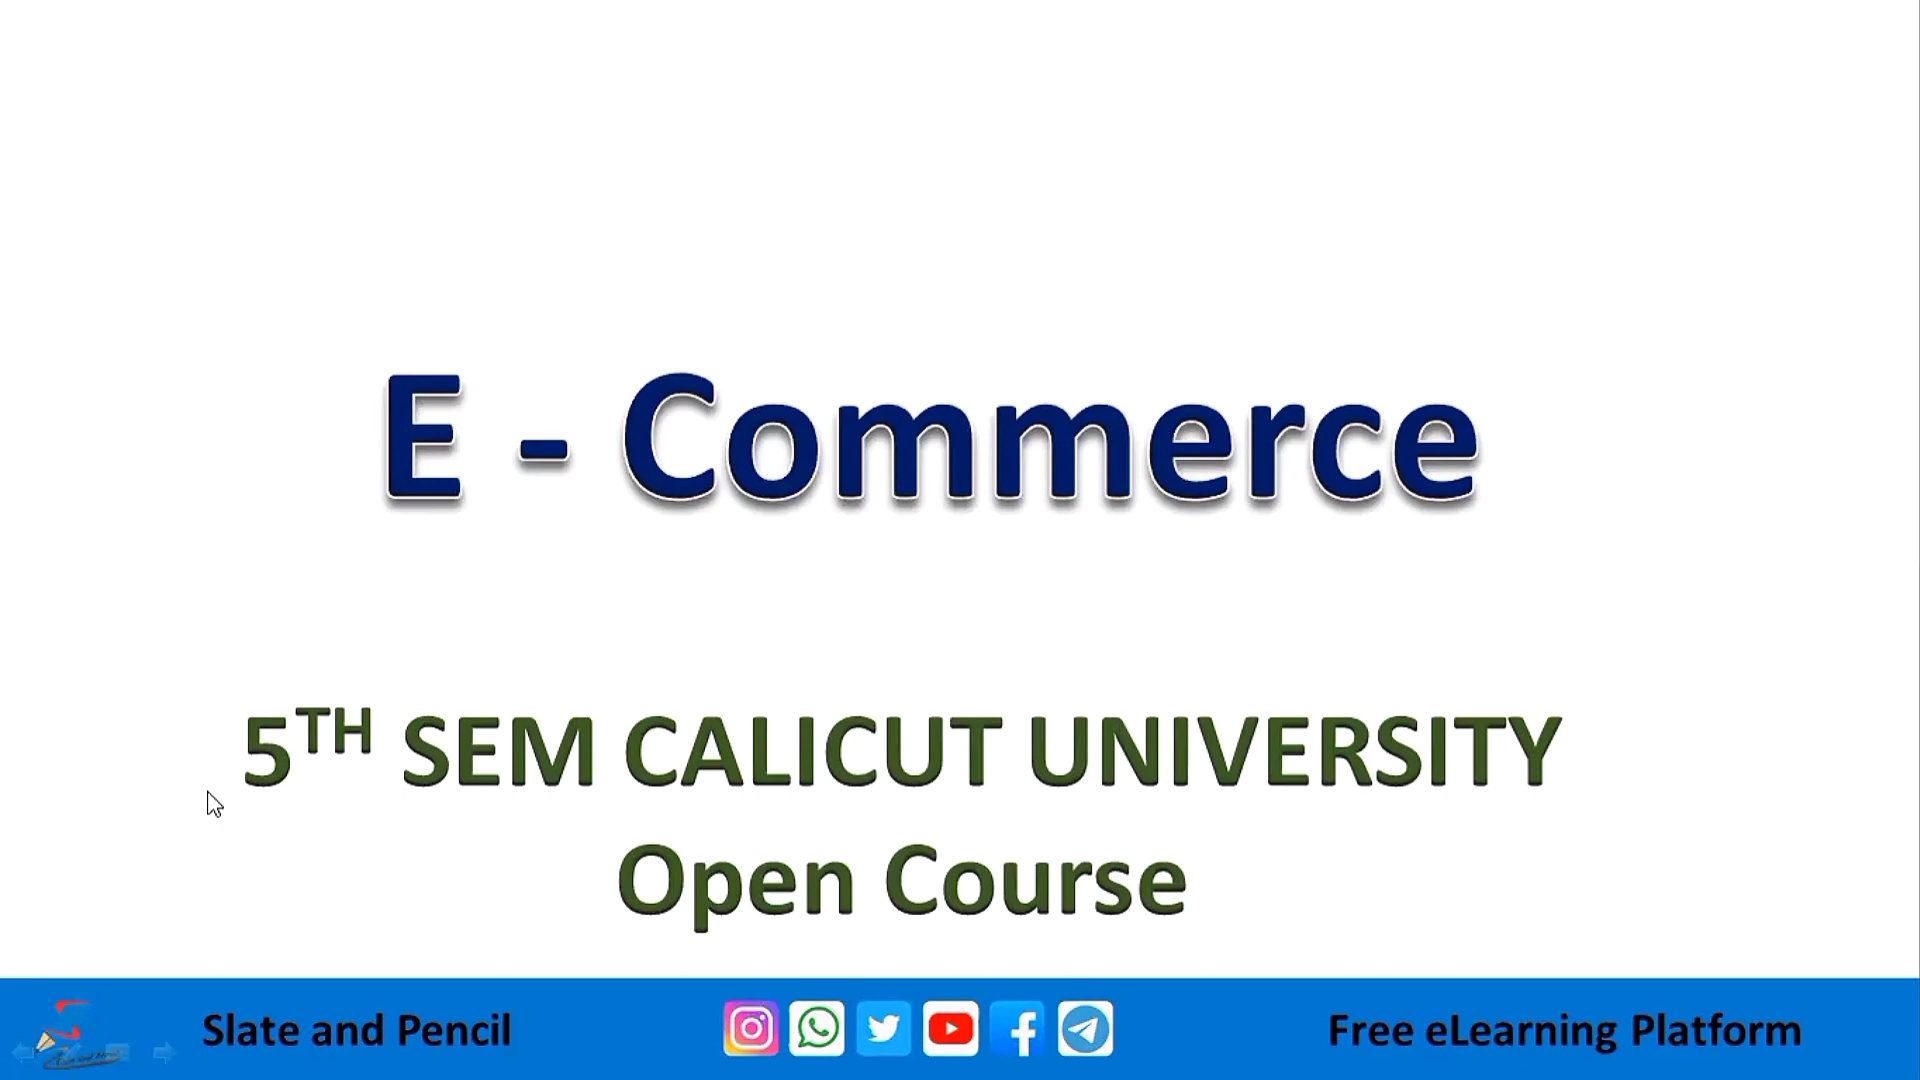 E - Commerce
5TH SEM CALICUT UNIVERSITY
Open Course
Slate and Pencil
Free eLearning Platform